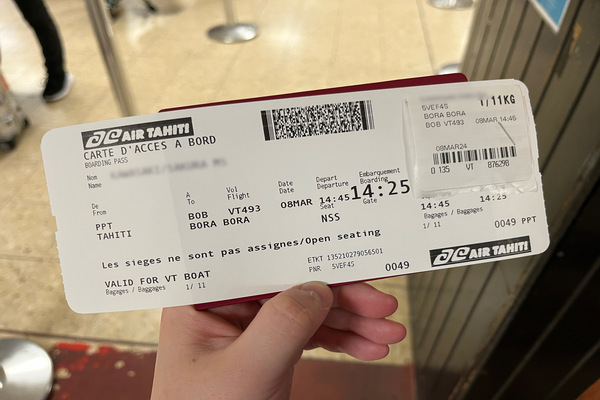 AIR TAHITI
CARTE D'ACCES A BORD
BOARDING PASS
Nom
Name
De
From
A
To
Vol
Flight
Date
Date
Depart
Departure
Embarquement
Boarding
PPT
TAHITI
BOB
BORA BORA
VT493
08MAR
14:45
14:25
Seat
Gate
NSS
Les sieges ne sont pas assignes/Open seating
VALID FOR VT BOAT
Bagages / Baggages 1/ 11
ETKT 135210279056501
PNR 5VEF45
0049
1/11KG
5VEF45
BORA BORA
BOB VT493 08MAR 14:45
08MAR24
0 135 VT 876298
14:45 14:25
Bagages / Baggages
1/ 11
0049 PPT
AIR TAHITI